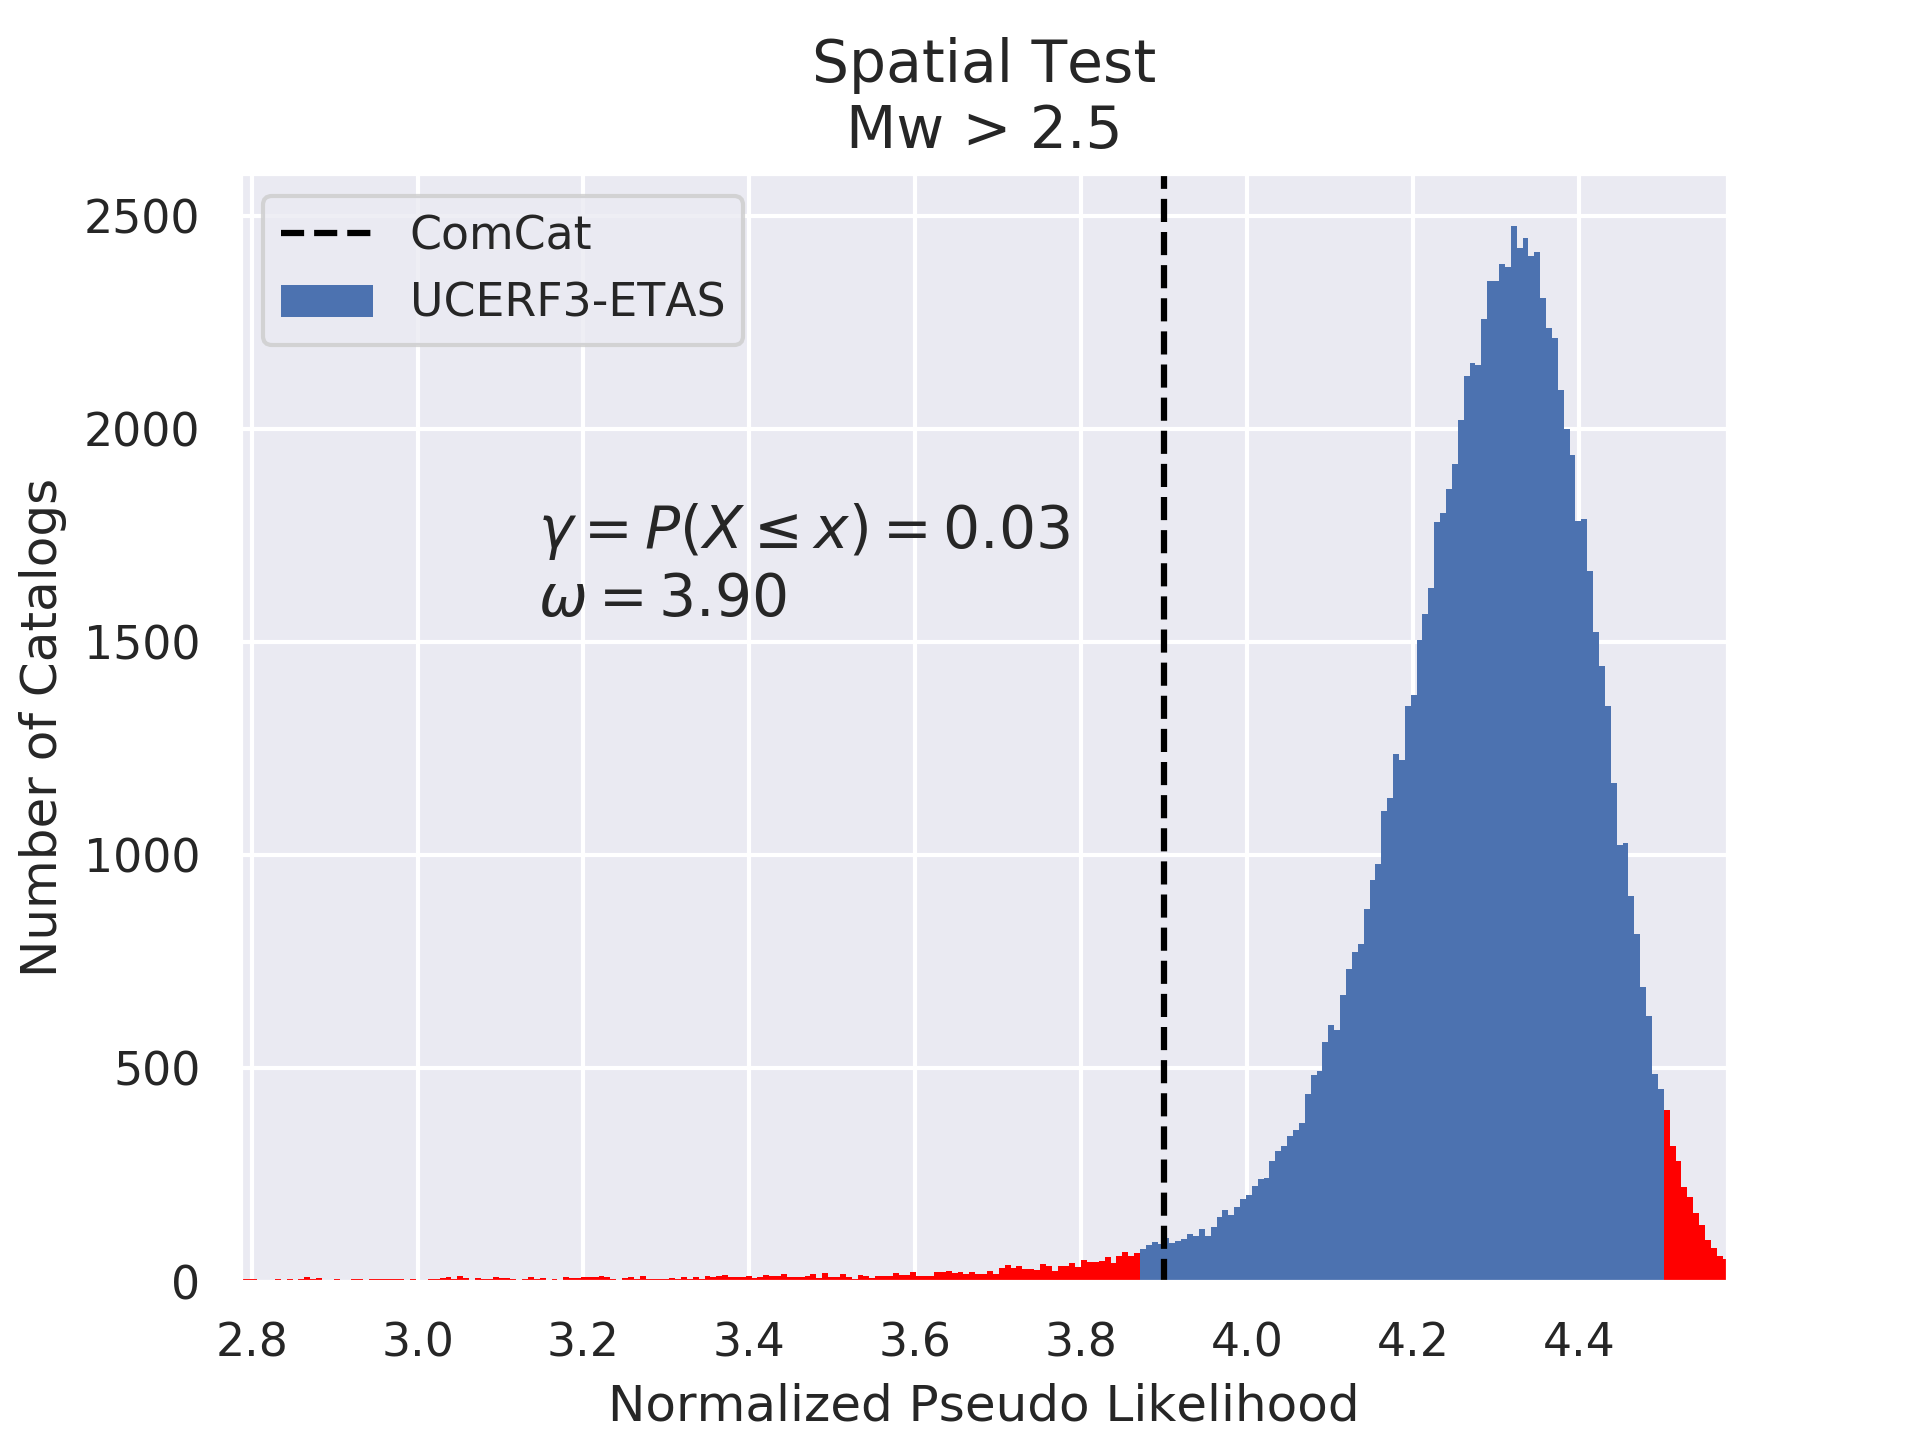 Spatial Test
Mw > 2.5
ComCat
UCERF3-ETAS
γ = P(X ≤ x) = 0.03
ω = 3.90
Number of Catalogs
2500
2000
1500
1000
500
0
2.8 3.0 3.2 3.4 3.6 3.8 4.0 4.2 4.4
Normalized Pseudo Likelihood